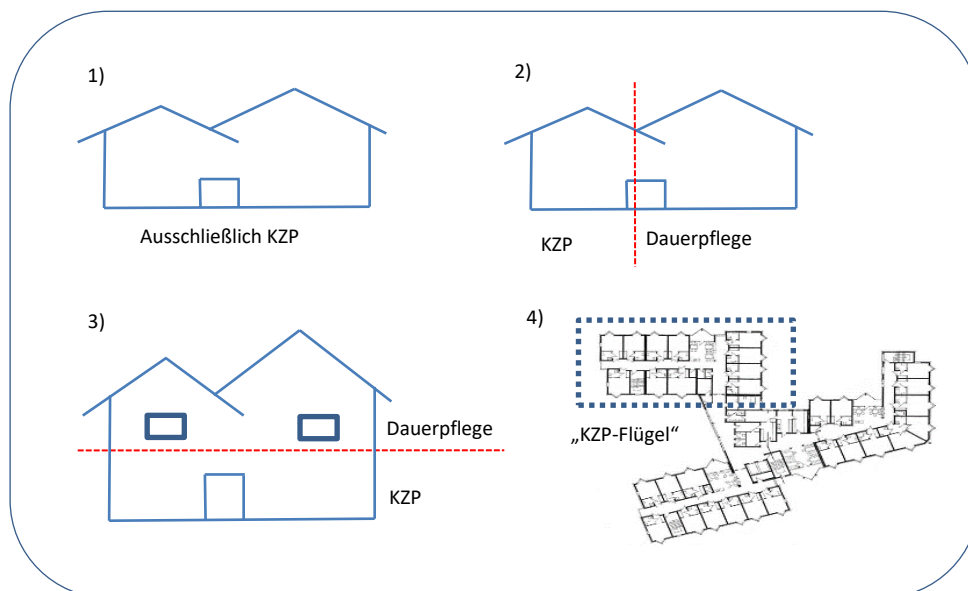 1)
Ausschließlich KZP
2)
KZP
Dauerpflege
3)
Dauerpflege
KZP
4)
„KZP-Flügel“